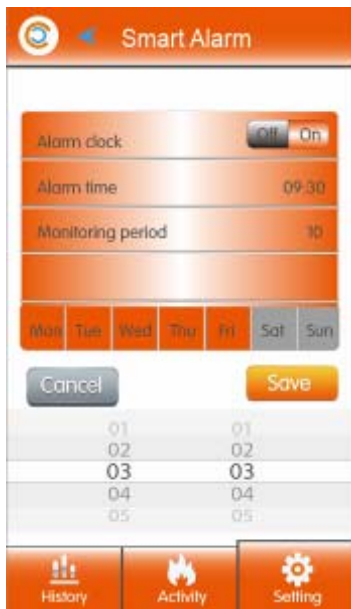 Smart Alarm
Alarm clock Off On
Alarm time 09:30
Monitoring period 10
Mon Tue Wed Thu Fri Sat Sun
Cancel Save
01 01
02 02
03 03
04 04
05 05
History Activity Setting